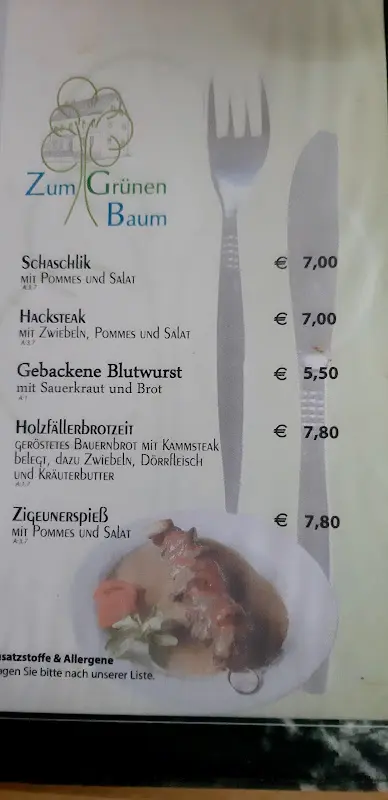 Zum Grünen
Baum
Schaschlik € 7,00
mit Pommes und Salat
Hacksteak € 7,00
mit Zwiebeln, Pommes und Salat
Gebackene Blutwurst € 5,50
mit Sauerkraut und Brot
Holzfällerbrotzeit € 7,80
geröstetes Bauernbrot mit Kammsteak
belegt, dazu Zwiebeln, Dörrfleisch
und Kräuterbutter
Zigeunerspieß € 7,80
mit Pommes und Salat
satzstoffe & Allergene
agen Sie bitte nach unserer Liste.